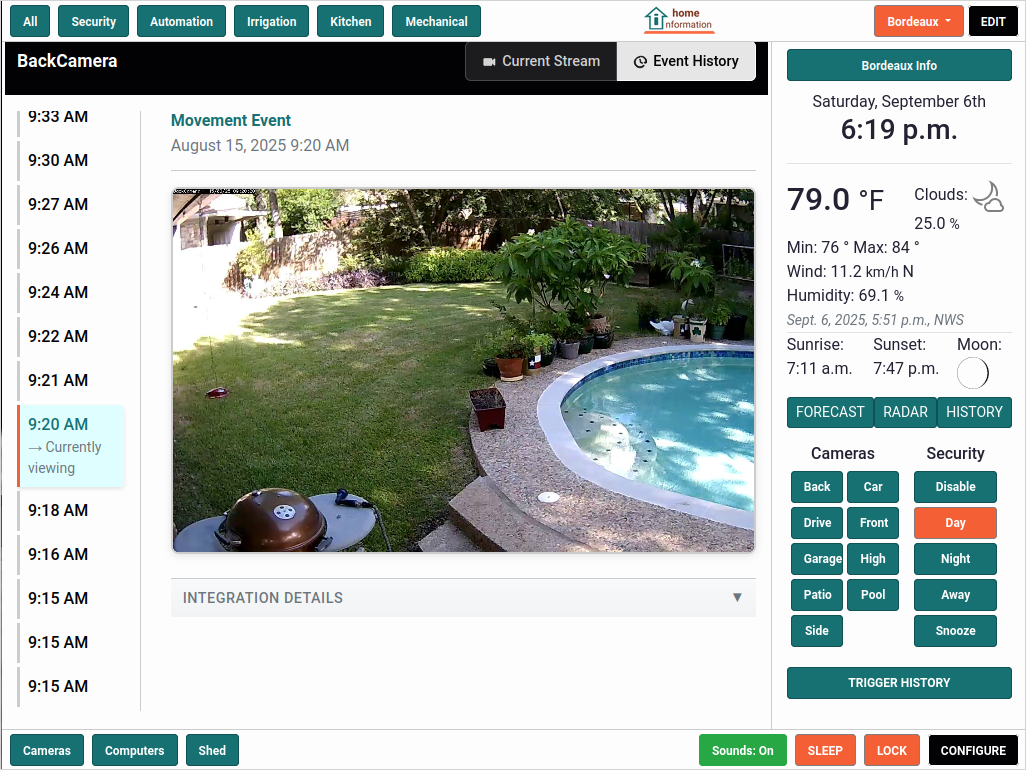 All
Security
Automation
Irrigation
Kitchen
Mechanical
home
information
Bordeaux
EDIT
BackCamera
Current Stream
Event History
9:33 AM
9:30 AM
9:27 AM
9:26 AM
9:24 AM
9:22 AM
9:21 AM
9:20 AM
→ Currently
viewing
9:18 AM
9:16 AM
9:15 AM
9:15 AM
9:15 AM
Movement Event
August 15, 2025 9:20 AM
INTEGRATION DETAILS ▼
Bordeaux Info
Saturday, September 6th
6:19 p.m.
79.0 °F
Clouds:
25.0 %
Min: 76 ° Max: 84 °
Wind: 11.2 km/h N
Humidity: 69.1 %
Sept. 6, 2025, 5:51 p.m., NWS
Sunrise: Sunset: Moon:
7:11 a.m. 7:47 p.m.
FORECAST RADAR HISTORY
Cameras Security
Back Car Disable
Drive Front Day
Garage High Night
Patio Pool Away
Side Snooze
TRIGGER HISTORY
Cameras
Computers
Shed
Sounds: On
SLEEP
LOCK
CONFIGURE